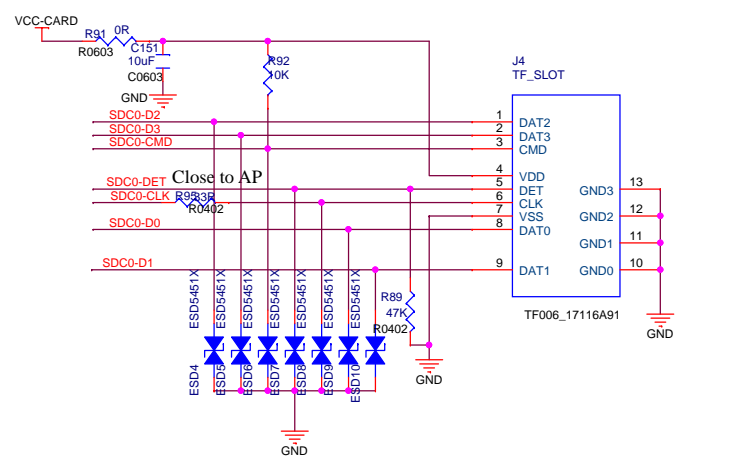 VCC-CARD
R91 0R
R0603
C151
10uF
C0603
GND
R92
10K
J4
TF_SLOT
SDC0-D2 1 DAT2
SDC0-D3 2 DAT3
SDC0-CMD 3 CMD
Close to AP
4 VDD
SDC0-DET 5 DET GND3 13
SDC0-CLK R95 33R R0402 6 CLK
7 VSS GND2 12
SDC0-D0 8 DAT0
GND1 11
SDC0-D1 9 DAT1 GND0 10
ESD5451X ESD5451X ESD5451X ESD5451X ESD5451X ESD5451X ESD5451X
R89
47K
R0402
TF006_17116A91
GND
ESD4 ESD5 ESD6 ESD7 ESD8 ESD9 ESD10
GND
GND